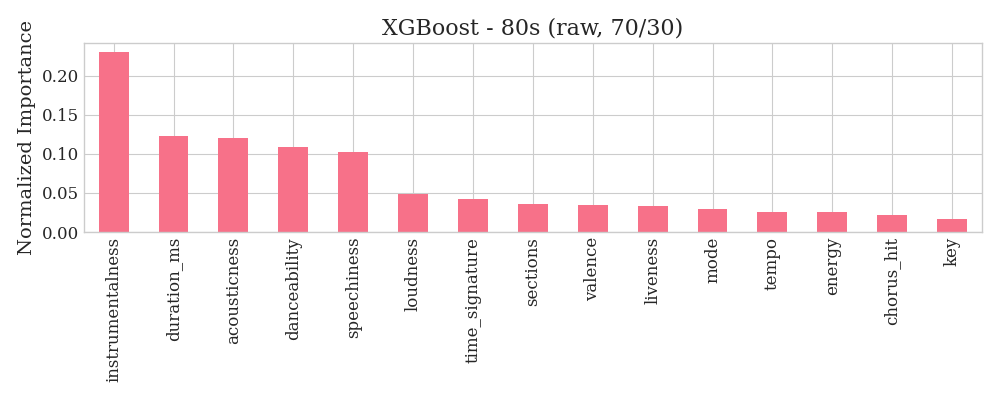 XGBoost - 80s (raw, 70/30)
Normalized Importance
0.20
0.15
0.10
0.05
0.00
instrumentalness
duration_ms
acousticness
danceability
speechiness
loudness
time_signature
sections
valence
liveness
mode
tempo
energy
chorus_hit
key